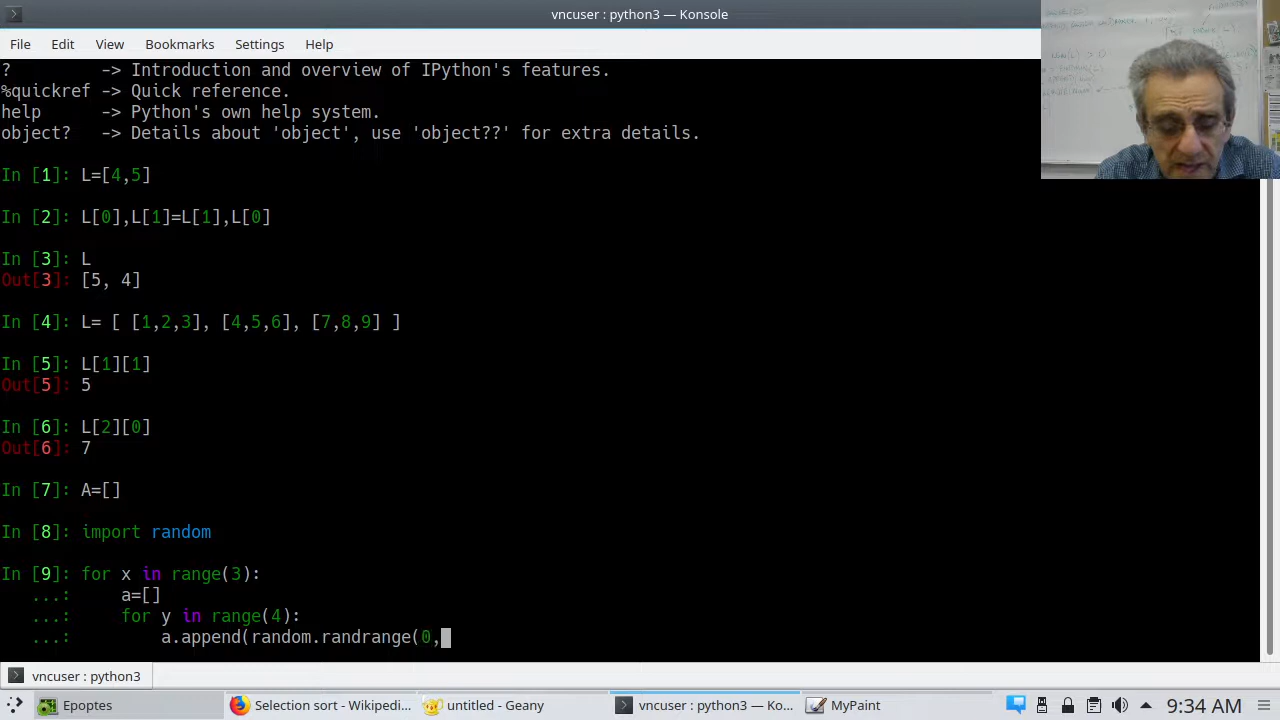 vncuser : python3 — Konsole
File Edit View Bookmarks Settings Help
? -> Introduction and overview of IPython's features.
%quickref -> Quick reference.
help -> Python's own help system.
object? -> Details about 'object', use 'object??' for extra details.
In [1]: L=[4,5]
In [2]: L[0],L[1]=L[1],L[0]
In [3]: L
Out[3]: [5, 4]
In [4]: L= [ [1,2,3], [4,5,6], [7,8,9] ]
In [5]: L[1][1]
Out[5]: 5
In [6]: L[2][0]
Out[6]: 7
In [7]: A=[]
In [8]: import random
In [9]: for x in range(3):
...: a=[]
...: for y in range(4):
...: a.append(random.randrange(0,
vncuser : python3
Epoptes Selection sort - Wikipedi... untitled - Geany vncuser : python3 — Ko... MyPaint 9:34 AM